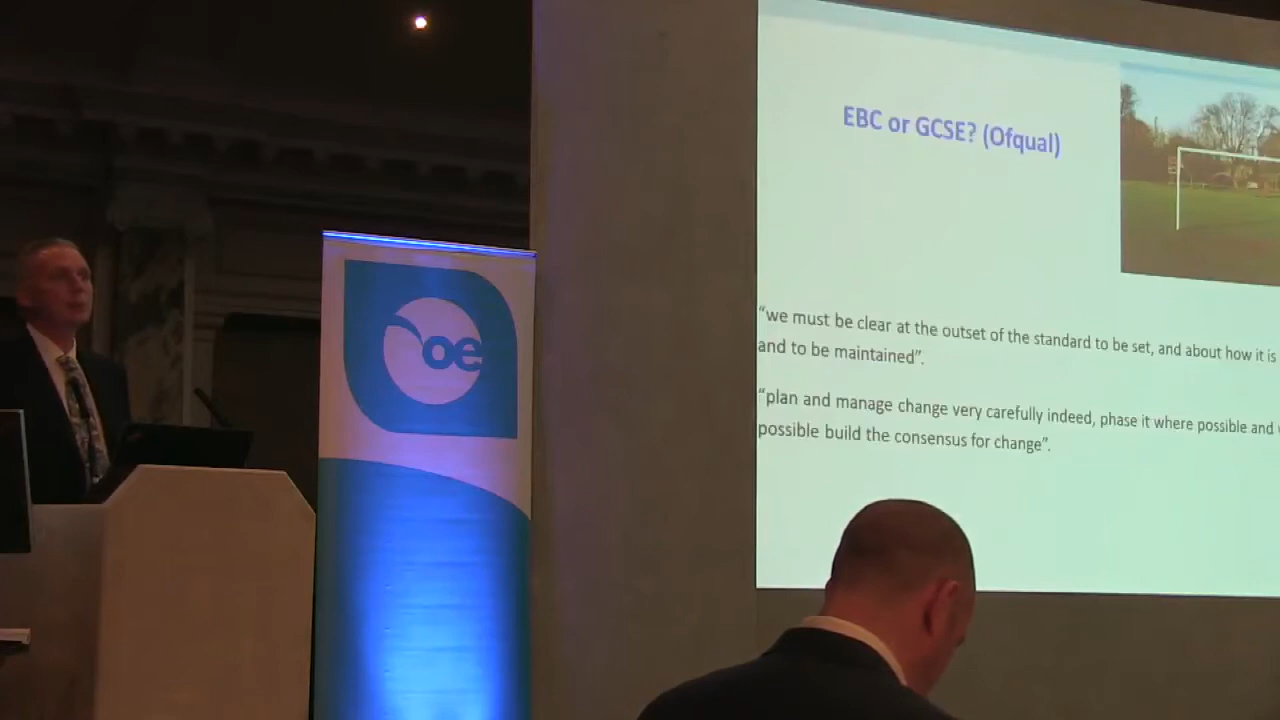 EBC or GCSE? (Ofqual)
oe
"we must be clear at the outset of the standard to be set, and about how it is
and to be maintained".
"plan and manage change very carefully indeed, phase it where possible and
possible build the consensus for change".